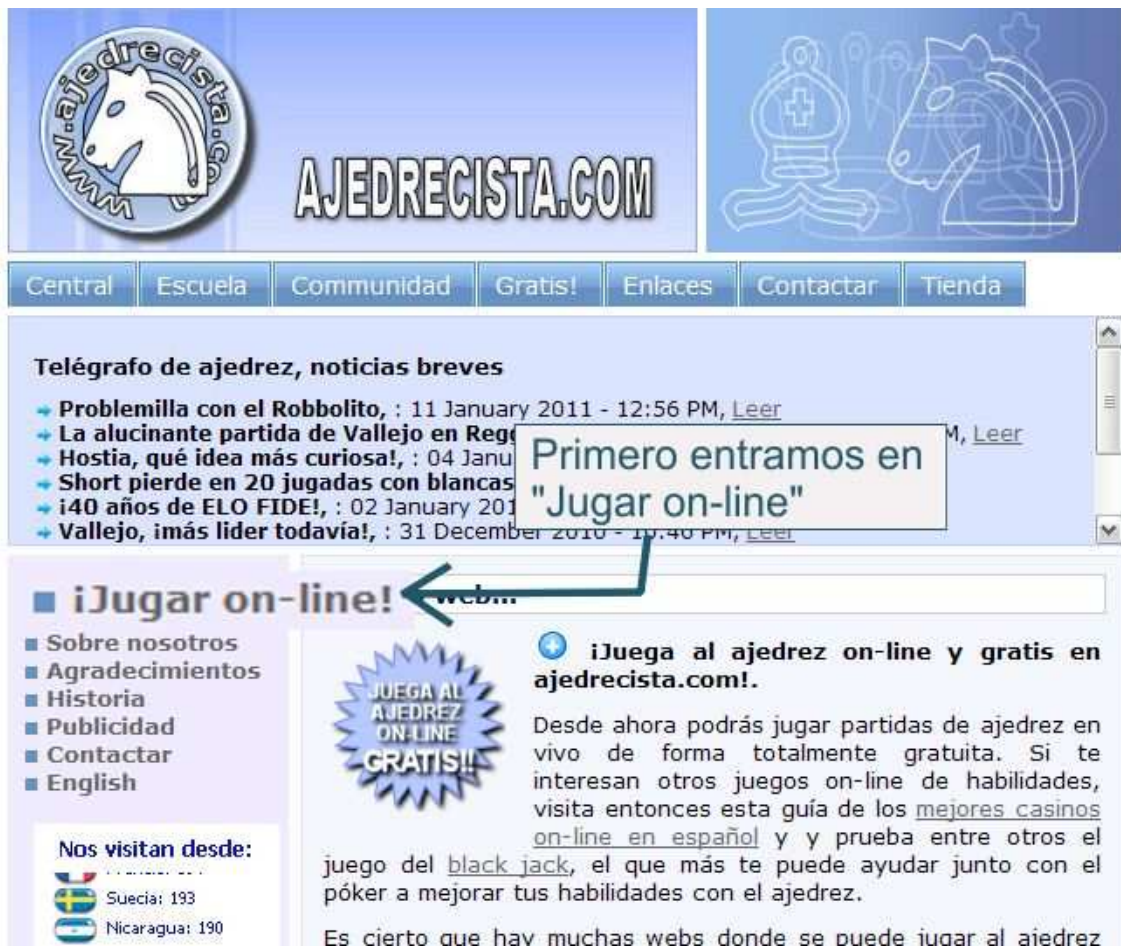 www.ajedrecista.com
AJEDRECISTA.COM
Central Escuela Communidad Gratis! Enlaces Contactar Tienda
Telégrafo de ajedrez, noticias breves
Problemilla con el Robbolito, : 11 January 2011 - 12:56 PM, Leer
La alucinante partida de Vallejo en M, Leer
Hostia, qué idea más curiosa!, : 04
Short pierde en 20 jugadas con blancas
¡40 años de ELO FIDE!, : 02 January
Vallejo, ¡más lider todavía!, : 31 December 2010 - 10:46 PM, Leer
Primero entramos en
"Jugar on-line"
¡Jugar on-line!
web...
Sobre nosotros
Agradecimientos
Historia
Publicidad
Contactar
English
Nos visitan desde:
Suecia: 193
Nicaragua: 190
JUEGA AL
AJEDREZ
ON-LINE
GRATIS!!
¡Juega al ajedrez on-line y gratis en
ajedrecista.com!.
Desde ahora podrás jugar partidas de ajedrez en
vivo de forma totalmente gratuita. Si te
interesan otros juegos on-line de habilidades,
visita entonces esta guía de los mejores casinos
on-line en español y y prueba entre otros el
juego del black jack, el que más te puede ayudar junto con el
póker a mejorar tus habilidades con el ajedrez.
Es cierto que hay muchas webs donde se puede jugar al ajedrez